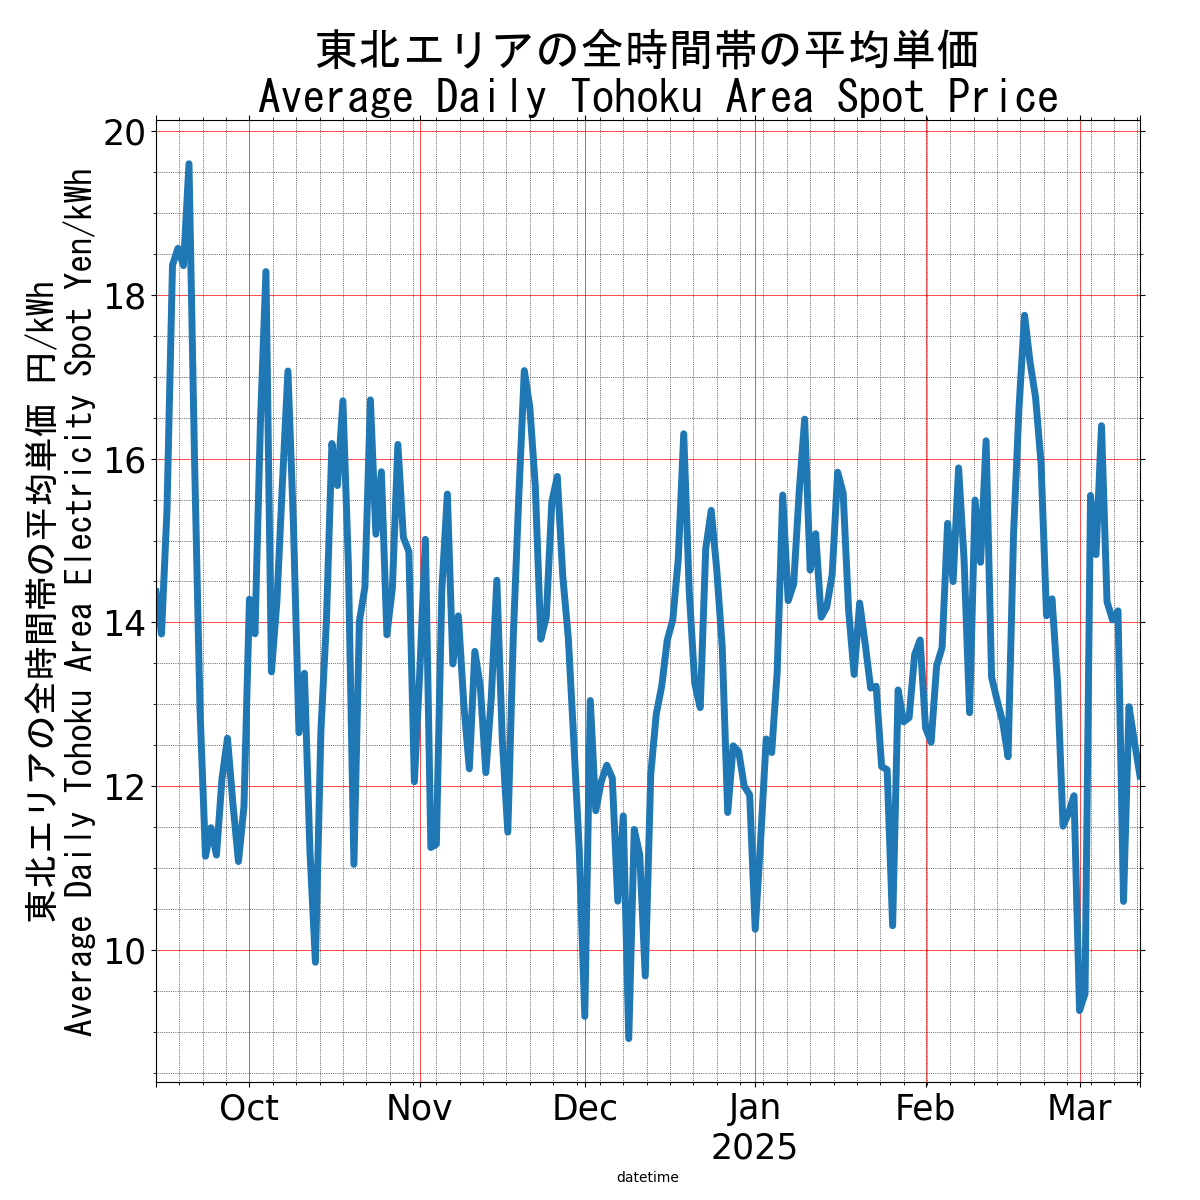 東北エリアの全時間帯の平均単価
Average Daily Tohoku Area Spot Price
東北エリアの全時間帯の平均単価 円/kWh
Average Daily Tohoku Area Electricity Spot Yen/kWh
20
18
16
14
12
10
Oct Nov Dec Jan Feb Mar
2025
datetime